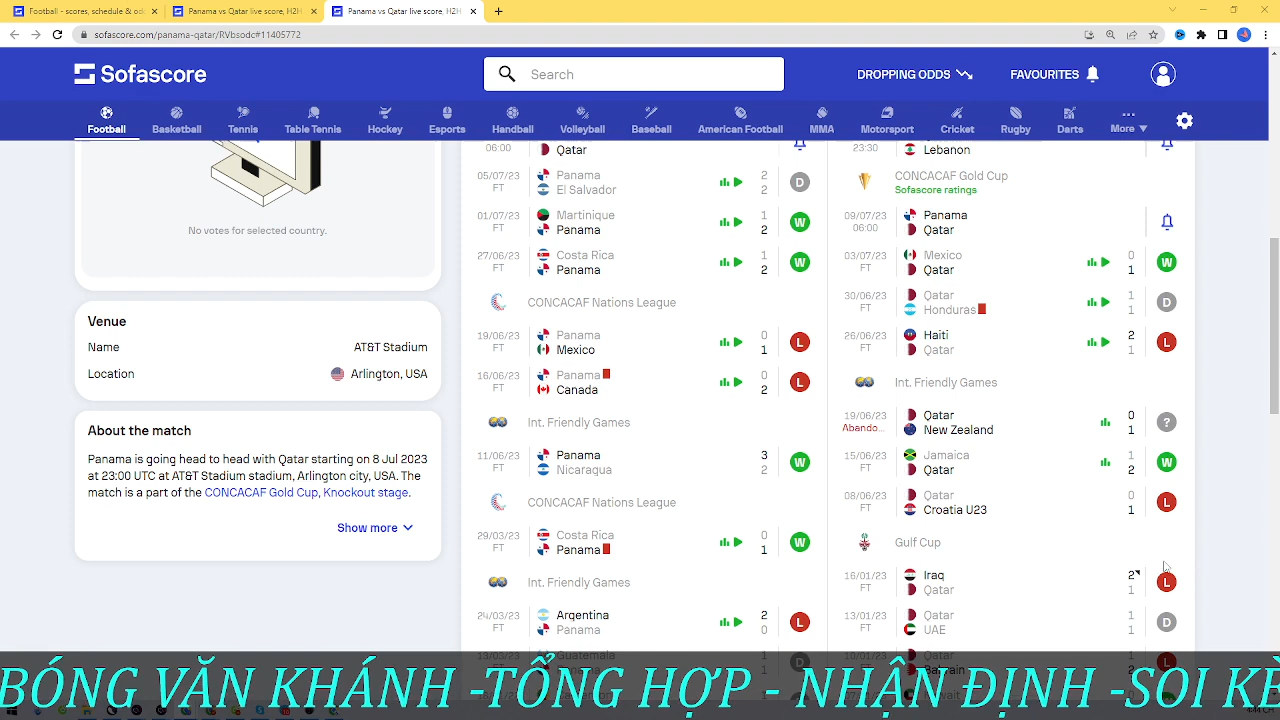 Football - scores, schedule & od
Panama vs Qatar live score, H2H
Panama vs Qatar live score, H2H
sofascore.com/panama-qatar/RVbsodc#11405772
Sofascore
Search
DROPPING ODDS
FAVOURITES
Football
Basketball
Tennis
Table Tennis
Hockey
Esports
Handball
Volleyball
Baseball
American Football
MMA
Motorsport
Cricket
Rugby
Darts
More
No votes for selected country.
Venue
Name AT&T Stadium
Location Arlington, USA
About the match
Panama is going head to head with Qatar starting on 8 Jul 2023
at 23:00 UTC at AT&T Stadium stadium, Arlington city, USA. The
match is a part of the CONCACAF Gold Cup, Knockout stage.
Show more
06:00 Qatar
05/07/23 Panama 2
FT El Salvador 2 D
01/07/23 Martinique 1
FT Panama 2 W
27/06/23 Costa Rica 1
FT Panama 2 W
CONCACAF Nations League
19/06/23 Panama 0
FT Mexico 1 L
16/06/23 Panama 0
FT Canada 2 L
Int. Friendly Games
11/06/23 Panama 3
FT Nicaragua 2 W
CONCACAF Nations League
29/03/23 Costa Rica 0
FT Panama 1 W
Int. Friendly Games
24/03/23 Argentina 2
FT Panama 0 L
Guatemala 1
23:30 Lebanon
CONCACAF Gold Cup
Sofascore ratings
09/07/23 Panama
06:00 Qatar
03/07/23 Mexico 0
FT Qatar 1 W
30/06/23 Qatar 1
FT Honduras 1 D
26/06/23 Haiti 2
FT Qatar 1 L
Int. Friendly Games
19/06/23 Qatar 0
Abando... New Zealand 1 ?
15/06/23 Jamaica 1
FT Qatar 2 W
08/06/23 Qatar 0
FT Croatia U23 1 L
Gulf Cup
16/01/23 Iraq 2
FT Qatar 1 L
13/01/23 Qatar 1
FT UAE 1 D
10/01/23 Qatar 1
Bahrain 2
BÓNG VĂN KHÁNH -TỔNG HỢP - NHẬN ĐỊNH -SOI KÈ